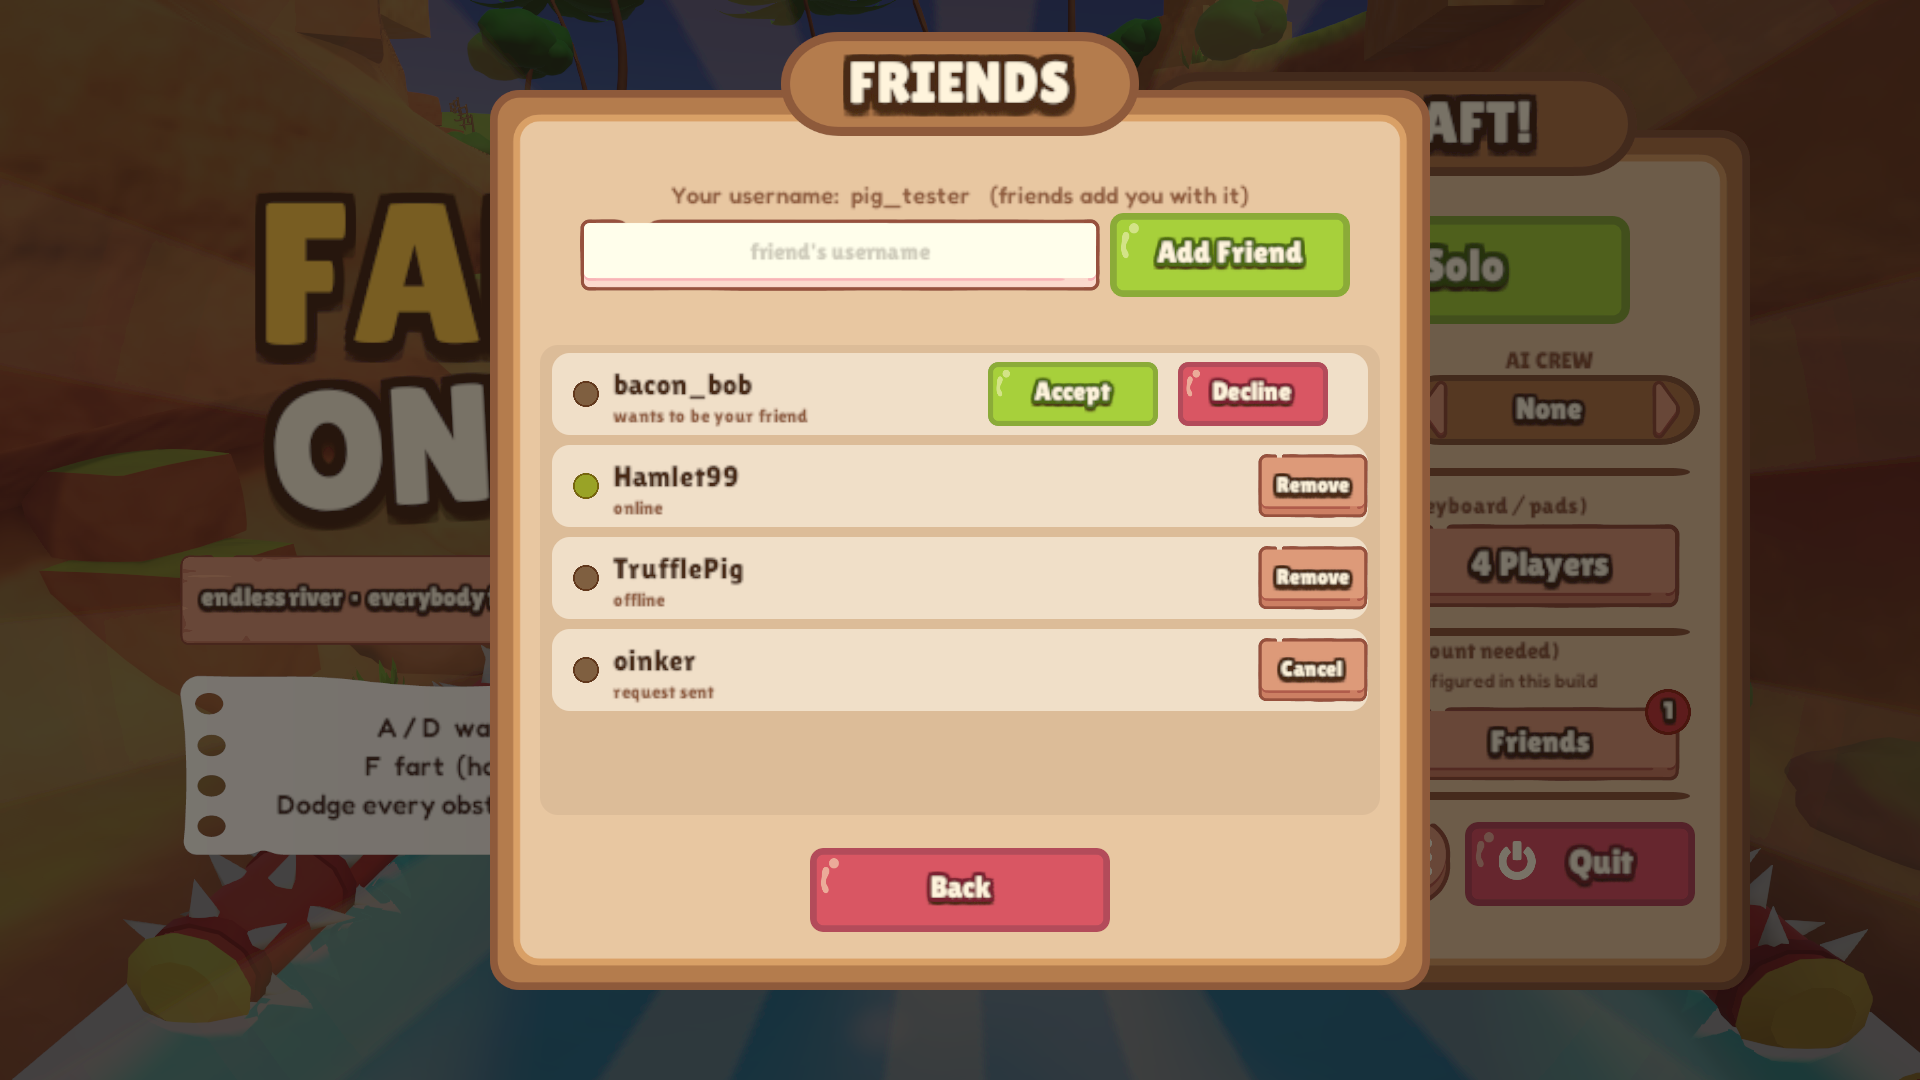 FRIENDS
AFT!
Your username: pig_tester (friends add you with it)
friend's username
Add Friend
bacon_bob
wants to be your friend
Accept
Decline
Hamlet99
online
Remove
TrufflePig
offline
Remove
oinker
request sent
Cancel
Back
FA
ON
endless river • everybody
A / D wa
F fart (ho
Dodge every obst
Solo
AI CREW
None
eyboard / pads)
4 Players
ount needed)
figured in this build
Friends
1
Quit